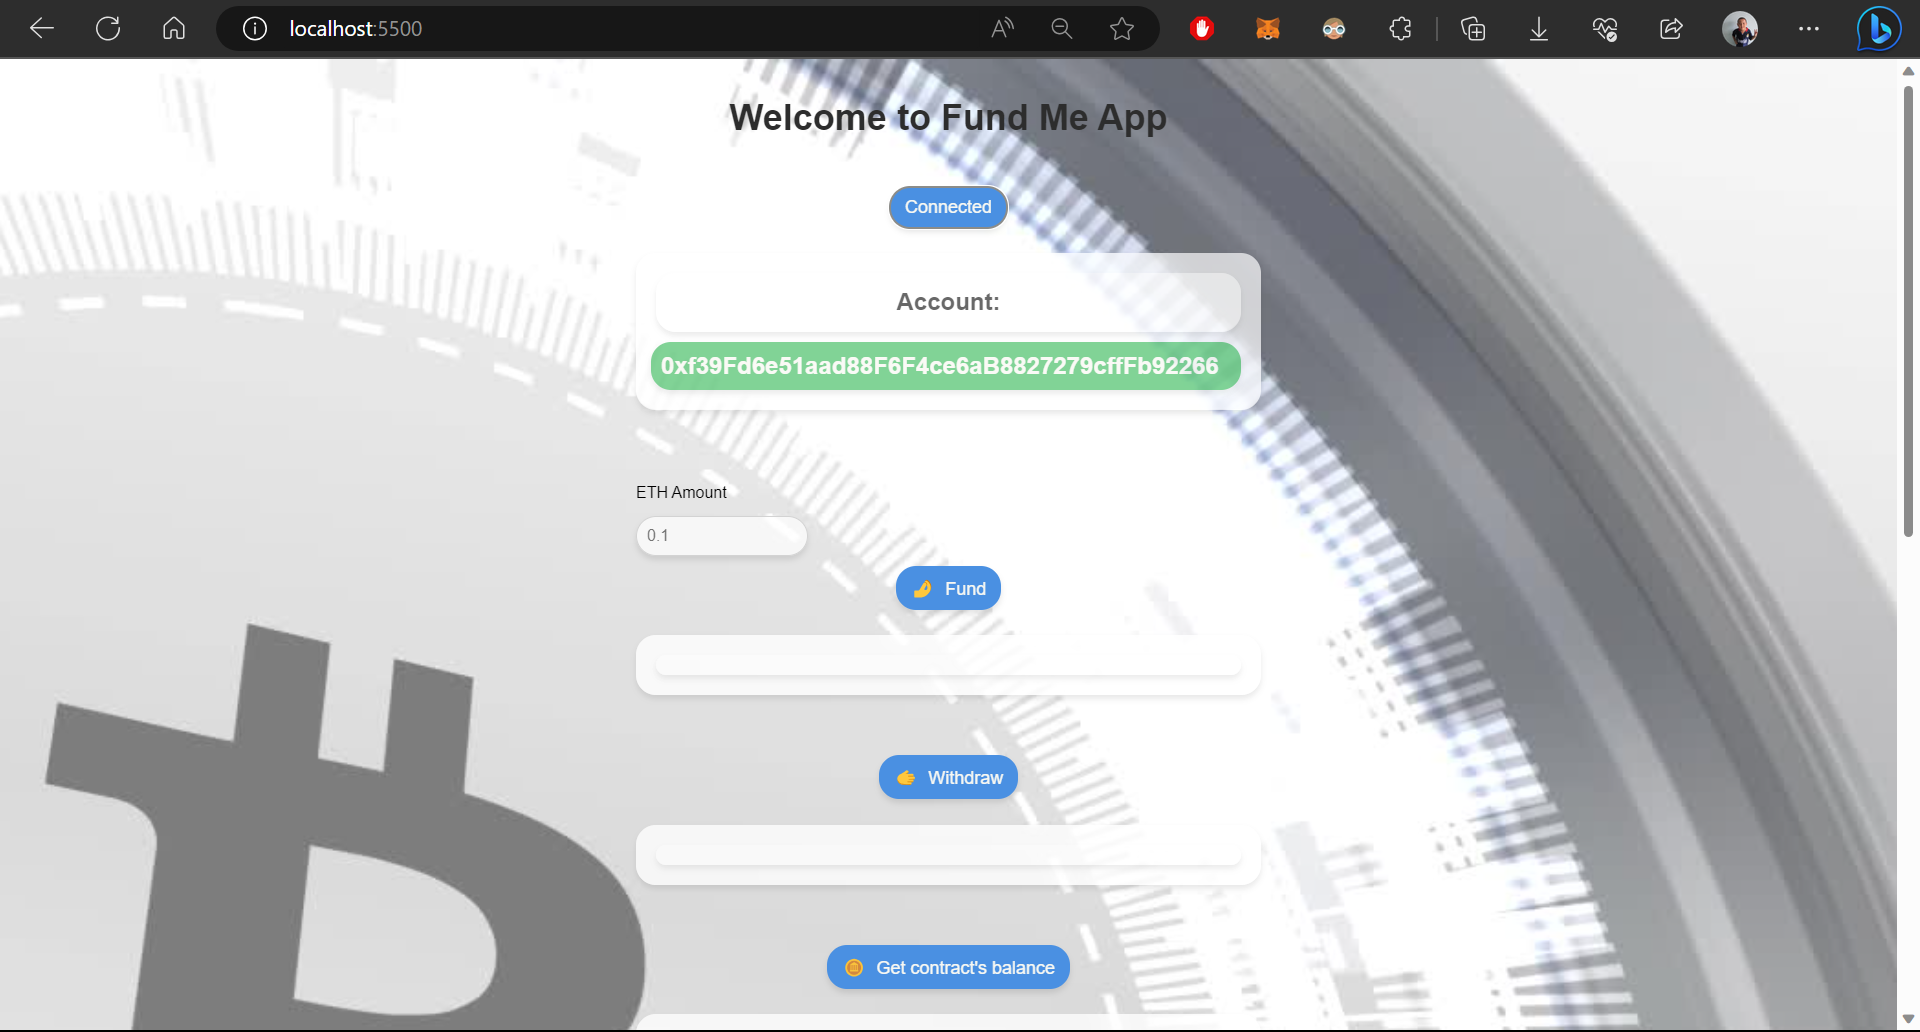 localhost:5500
Welcome to Fund Me App
Connected
Account:
0xf39Fd6e51aad88F6F4ce6aB8827279cffFb92266
ETH Amount
0.1
🤌 Fund
🫱 Withdraw
🪙 Get contract's balance